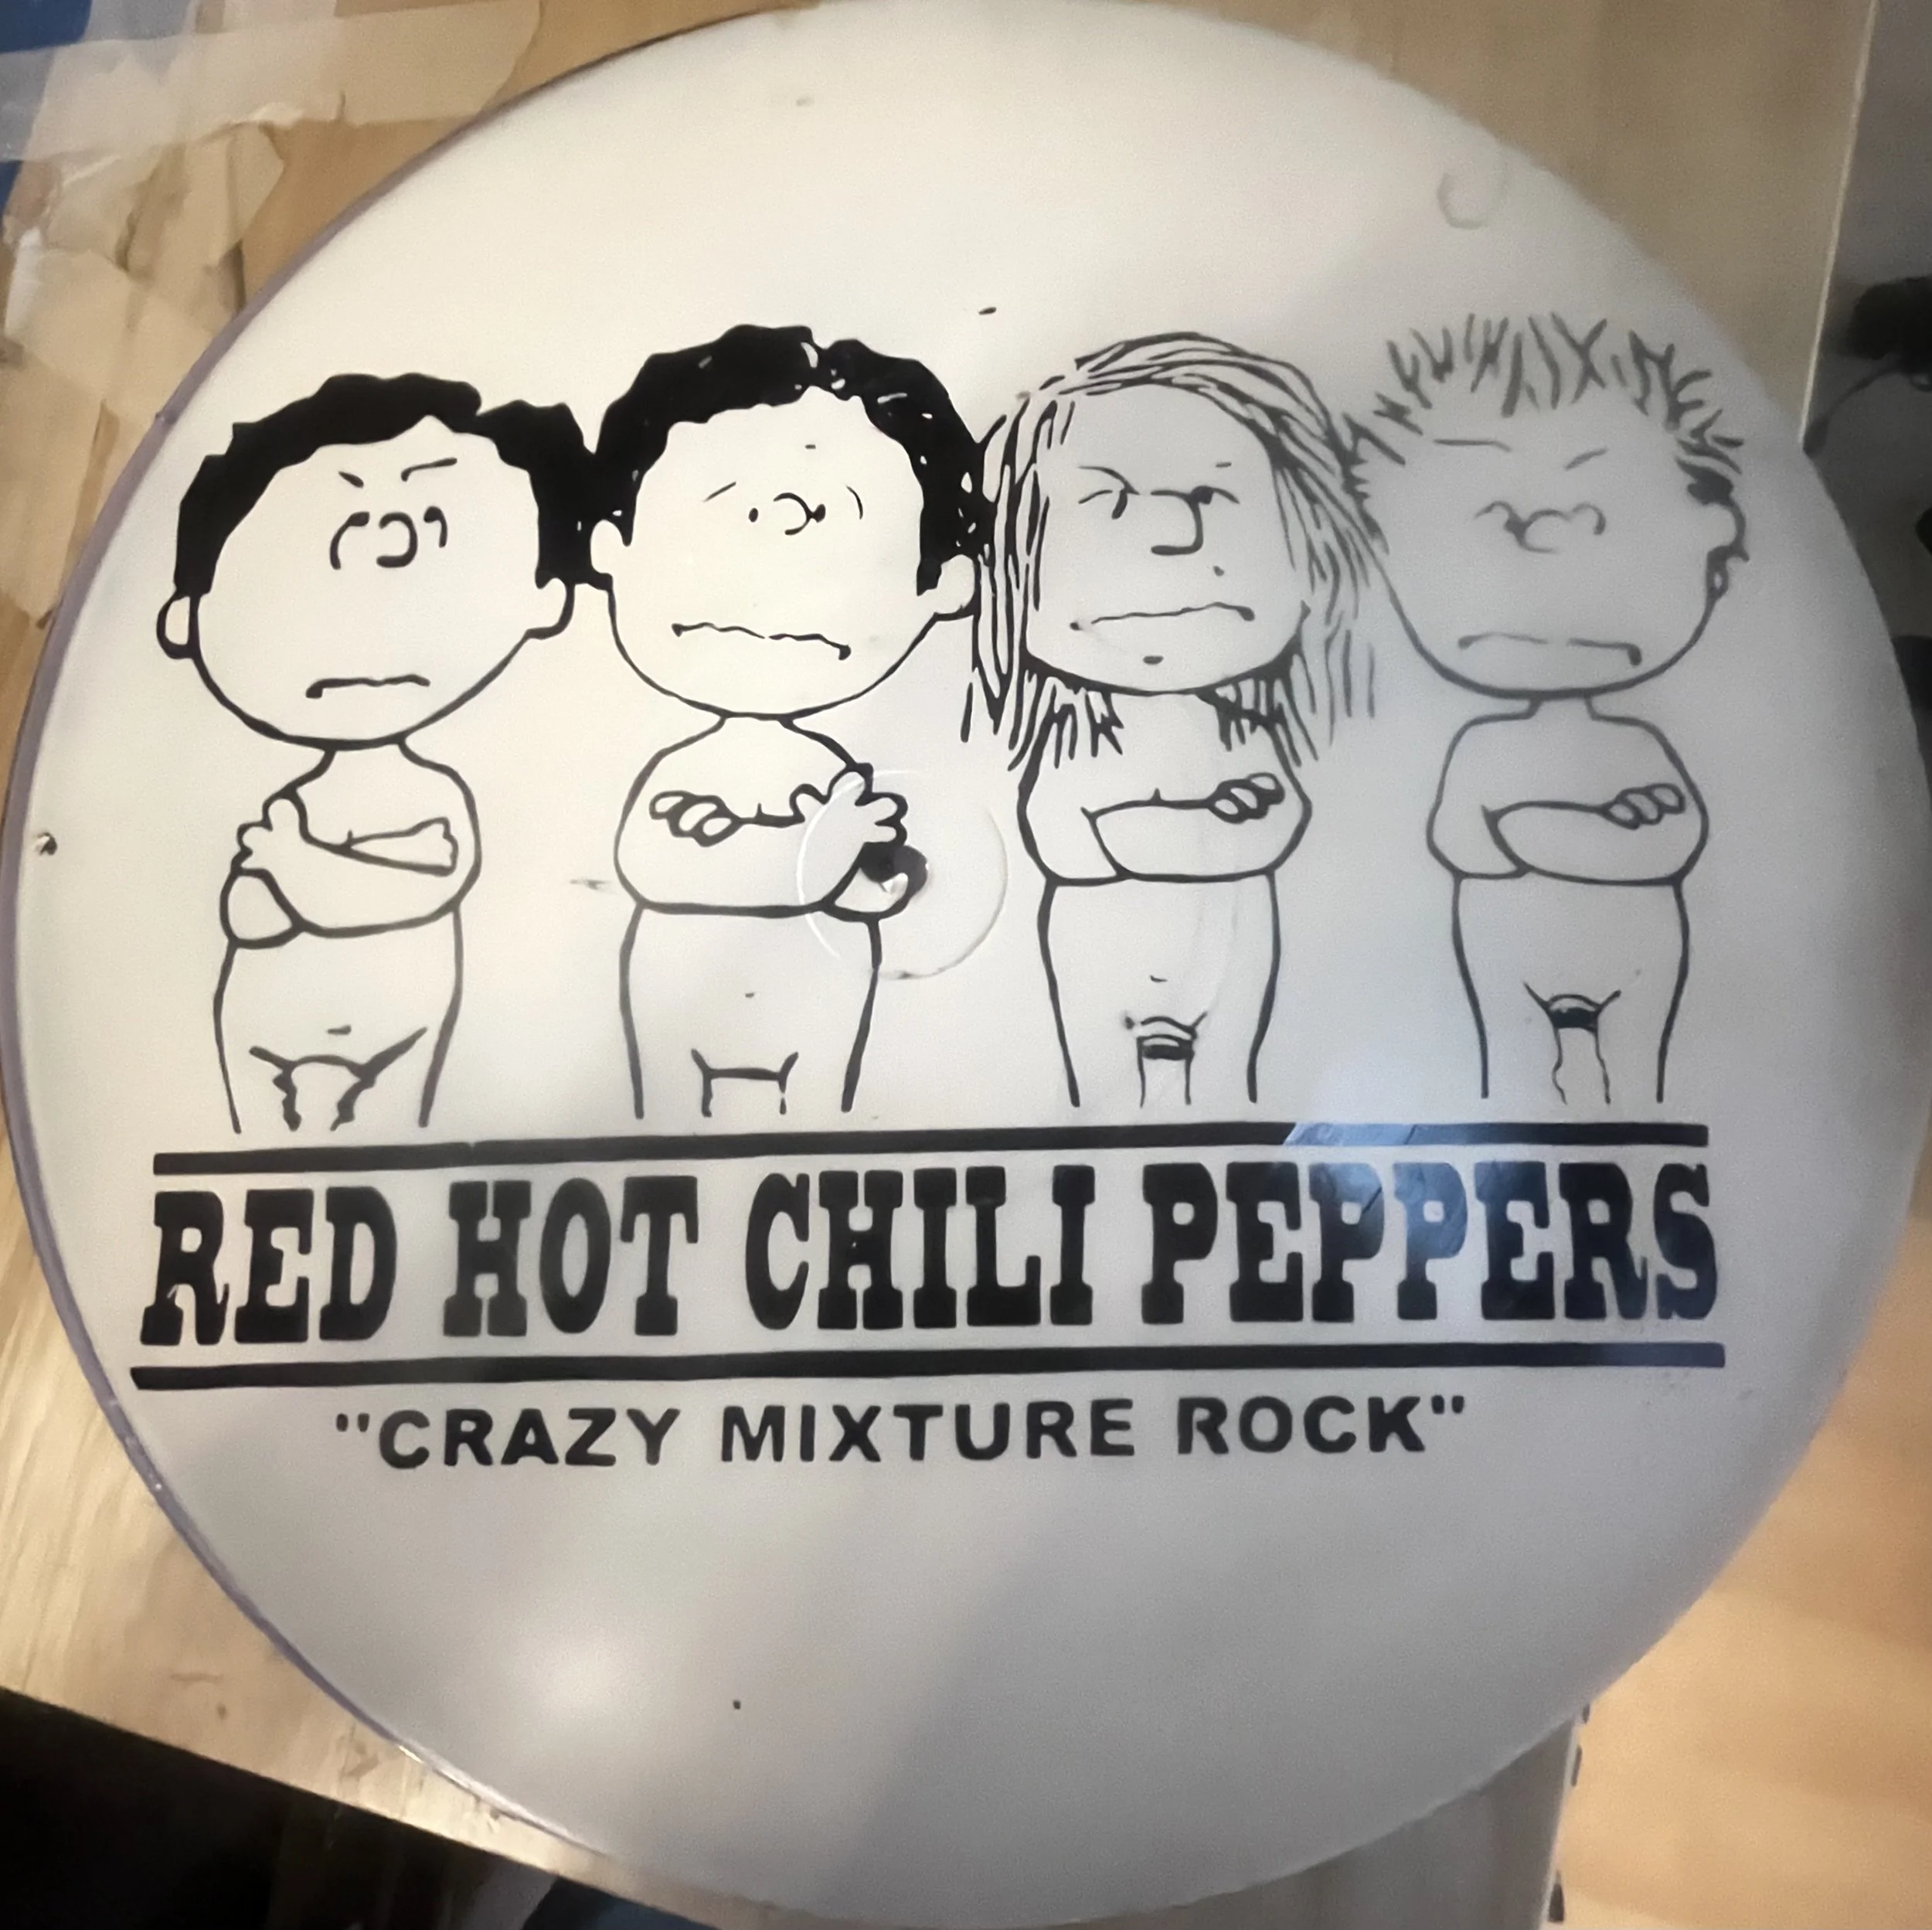 RED HOT CHILI PEPPERS
"CRAZY MIXTURE ROCK"